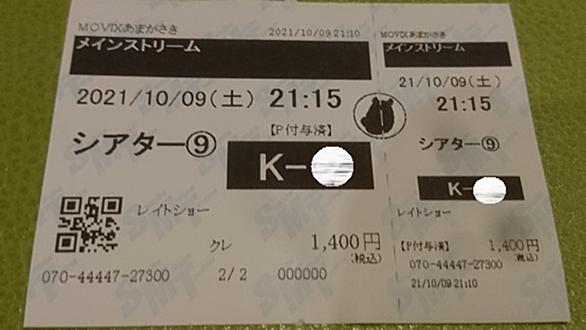 MOVIXあまがさき
2021/10/09 21:10
メインストリーム
2021/10/09(土) 21:15
シアター⑨
【P付与済】
K-
レイトショー
クレ
1,400円
(税込)
070-44447-27300
2/2
000000
MOVIXあまがさき
メインストリーム
21/10/09(土)
21:15
シアター⑨
K-
レイトショー
【P付与済】
1,400円
(税込)
070-44447-27300
21/10/09 21:10
SMT